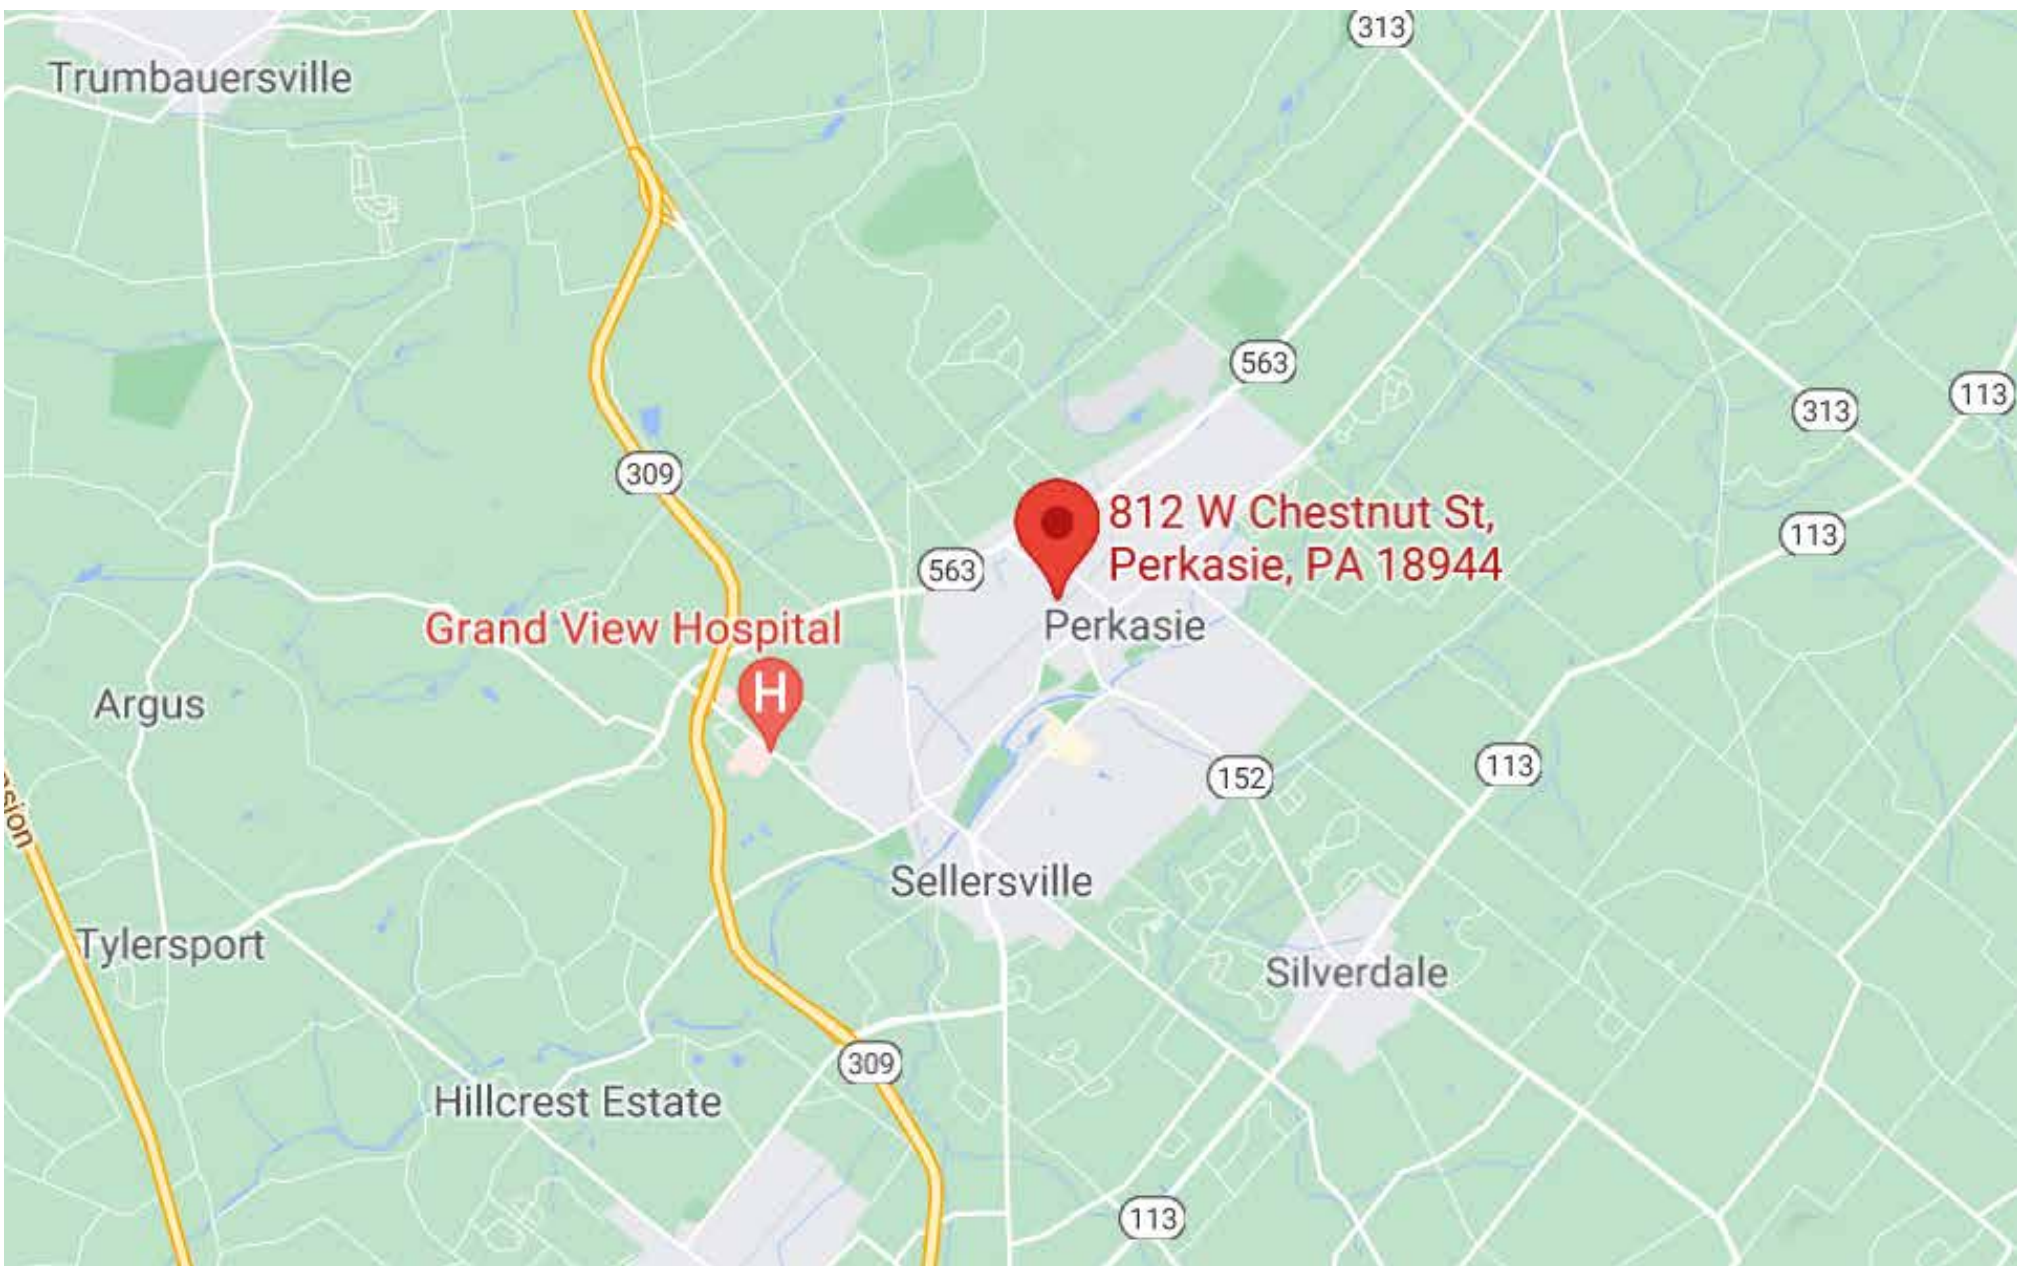 313
Trumbauersville
563
113
313
309
812 W Chestnut St,
Perkasie, PA 18944
113
563
Grand View Hospital
Perkasie
H
Argus
113
152
sion
Sellersville
Tylersport
Silverdale
309
Hillcrest Estate
113